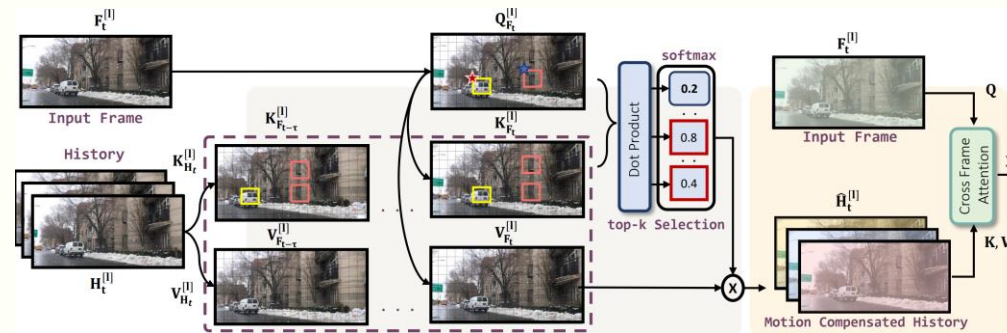 F_t^[l]
Input Frame
History
H_t^[l]
K_{H_t}^[l]
V_{H_t}^[l]
K_{F_{t-τ}}^[l]
V_{F_{t-τ}}^[l]
. . .
. . .
Q_{F_t}^[l]
K_{F_t}^[l]
V_{F_t}^[l]
Dot Product
softmax
0.2
. .
0.8
. .
0.4
top-k Selection
X
F_t^[l]
Input Frame
Q
Ĥ_t^[l]
Motion Compensated History
Cross Frame
Attention
K, V